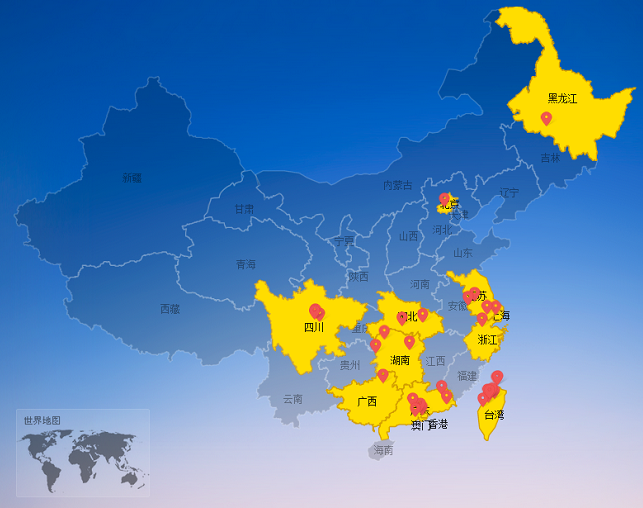 黑龙江
吉林
新疆
内蒙古
辽宁
北京
天津
甘肃
山西
河北
宁夏
山东
青海
陕西
河南
西藏
江苏
安徽
上海
四川
重庆
湖北
浙江
湖南
江西
贵州
福建
云南
广西
广东
台湾
澳门
香港
海南
世界地图